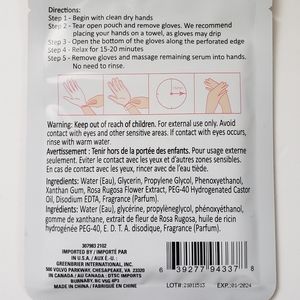 Directions:
Step 1 - Begin with clean dry hands
Step 2 - Tear open pouch and remove gloves. We recommend
placing your hands on a towel, as gloves may drip
Step 3 - Open the bottom of the gloves along the perforated edge
Step 4 - Relax for 15-20 minutes
Step 5 - Remove gloves and massage remaining serum into hands.
No need to rinse.
Warning: Keep out of reach of children. For external use only. Avoid
contact with eyes and other sensitive areas. If contact with eyes occurs,
rinse with warm water.
Avertissement : Tenir hors de la portée des enfants. Pour usage externe
seulement. Éviter le contact avec les yeux et d'autres zones sensibles.
En cas de contact avec les yeux, rincer à l'eau chaude.
Ingredients: Water (Eau), Glycerin, Propylene Glycol, Phenoxyethanol,
Xanthan Gum, Rosa Rugosa Flower Extract, PEG-40 Hydrogenated Castor
Oil, Disodium EDTA, Fragrance (Parfum).
Ingrédients: Water (Eau), glycérine, propylèneglycol, phénoxyéthanol,
gomme de xanthane, extrait de fleur de Rosa Rugosa, huile de ricin
hydrogénée PEG-40, E. D. T. A. disodique, Fragrance (Parfum)
307983 2102
IMPORTED BY / IMPORTÉ PAR
IN U.S.A. / AUX É.-U. :
GREENBRIER INTERNATIONAL, INC.
500 VOLVO PARKWAY, CHESAPEAKE, VA 23320
IN CANADA / AU CANADA : DTSC IMPORTS
BURNABY, BC V5G 4P3
MADE IN CHINA / FABRIQUÉ EN CHINE
6 39277 94337 8
EXP: 01/2024